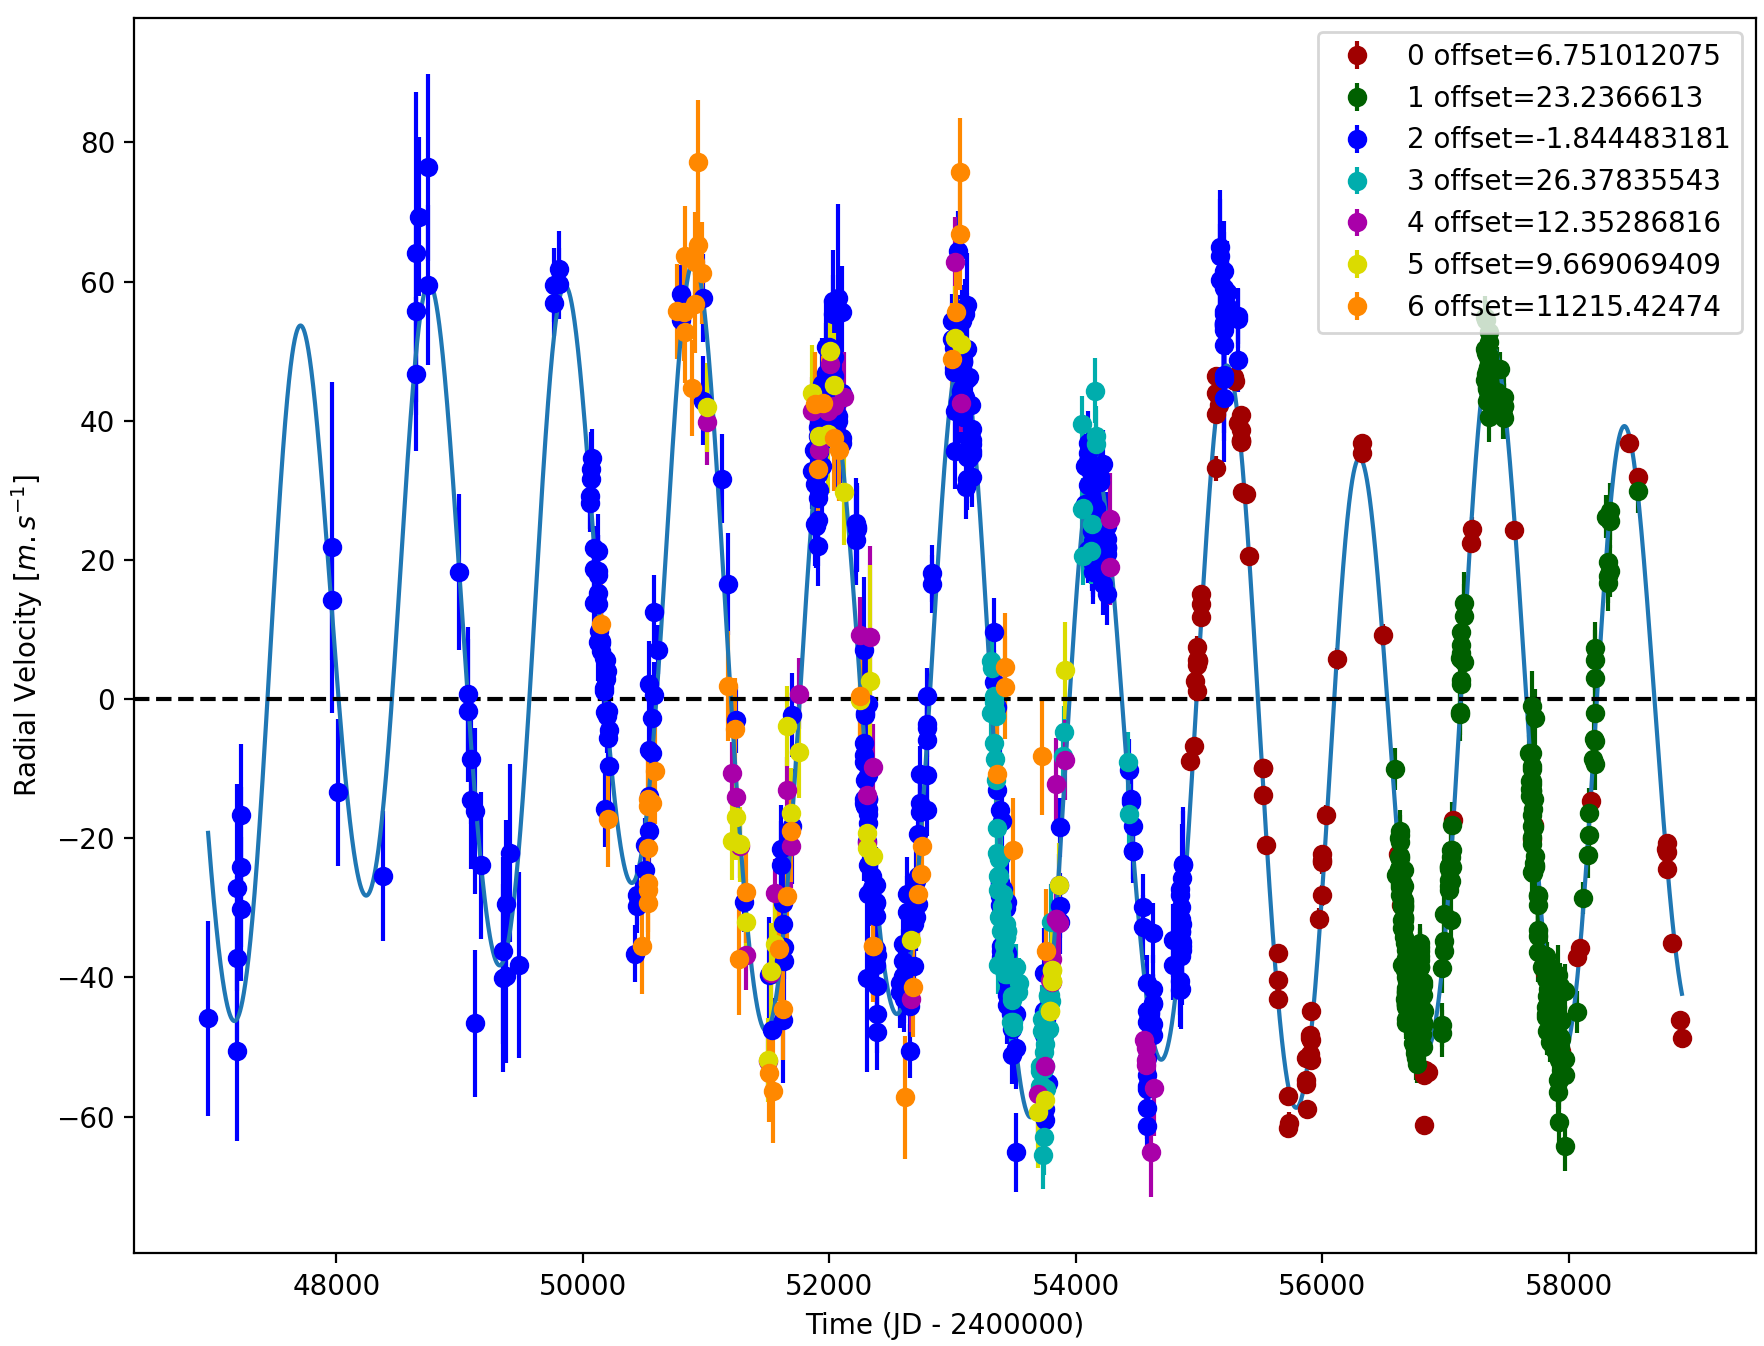 0 offset=6.751012075
1 offset=23.2366613
2 offset=-1.844483181
3 offset=26.37835543
4 offset=12.35286816
5 offset=9.669069409
6 offset=11215.42474
80
60
40
20
0
−20
−40
−60
Radial Velocity [m.s⁻¹]
48000 50000 52000 54000 56000 58000
Time (JD - 2400000)